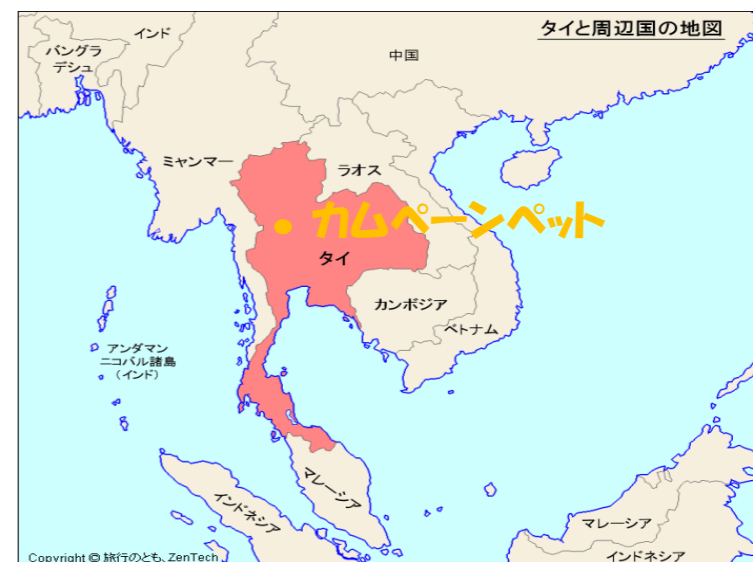 タイと周辺国の地図
インド
バングラ
デシュ
中国
ミャンマー
ラオス
カムペーンペット
タイ
カンボジア
ベトナム
アンダマン
ニコバル諸島
（インド）
マレーシア
インドネシア
マレーシア
インドネシア
Copyright © 旅行のとも、ZenTech